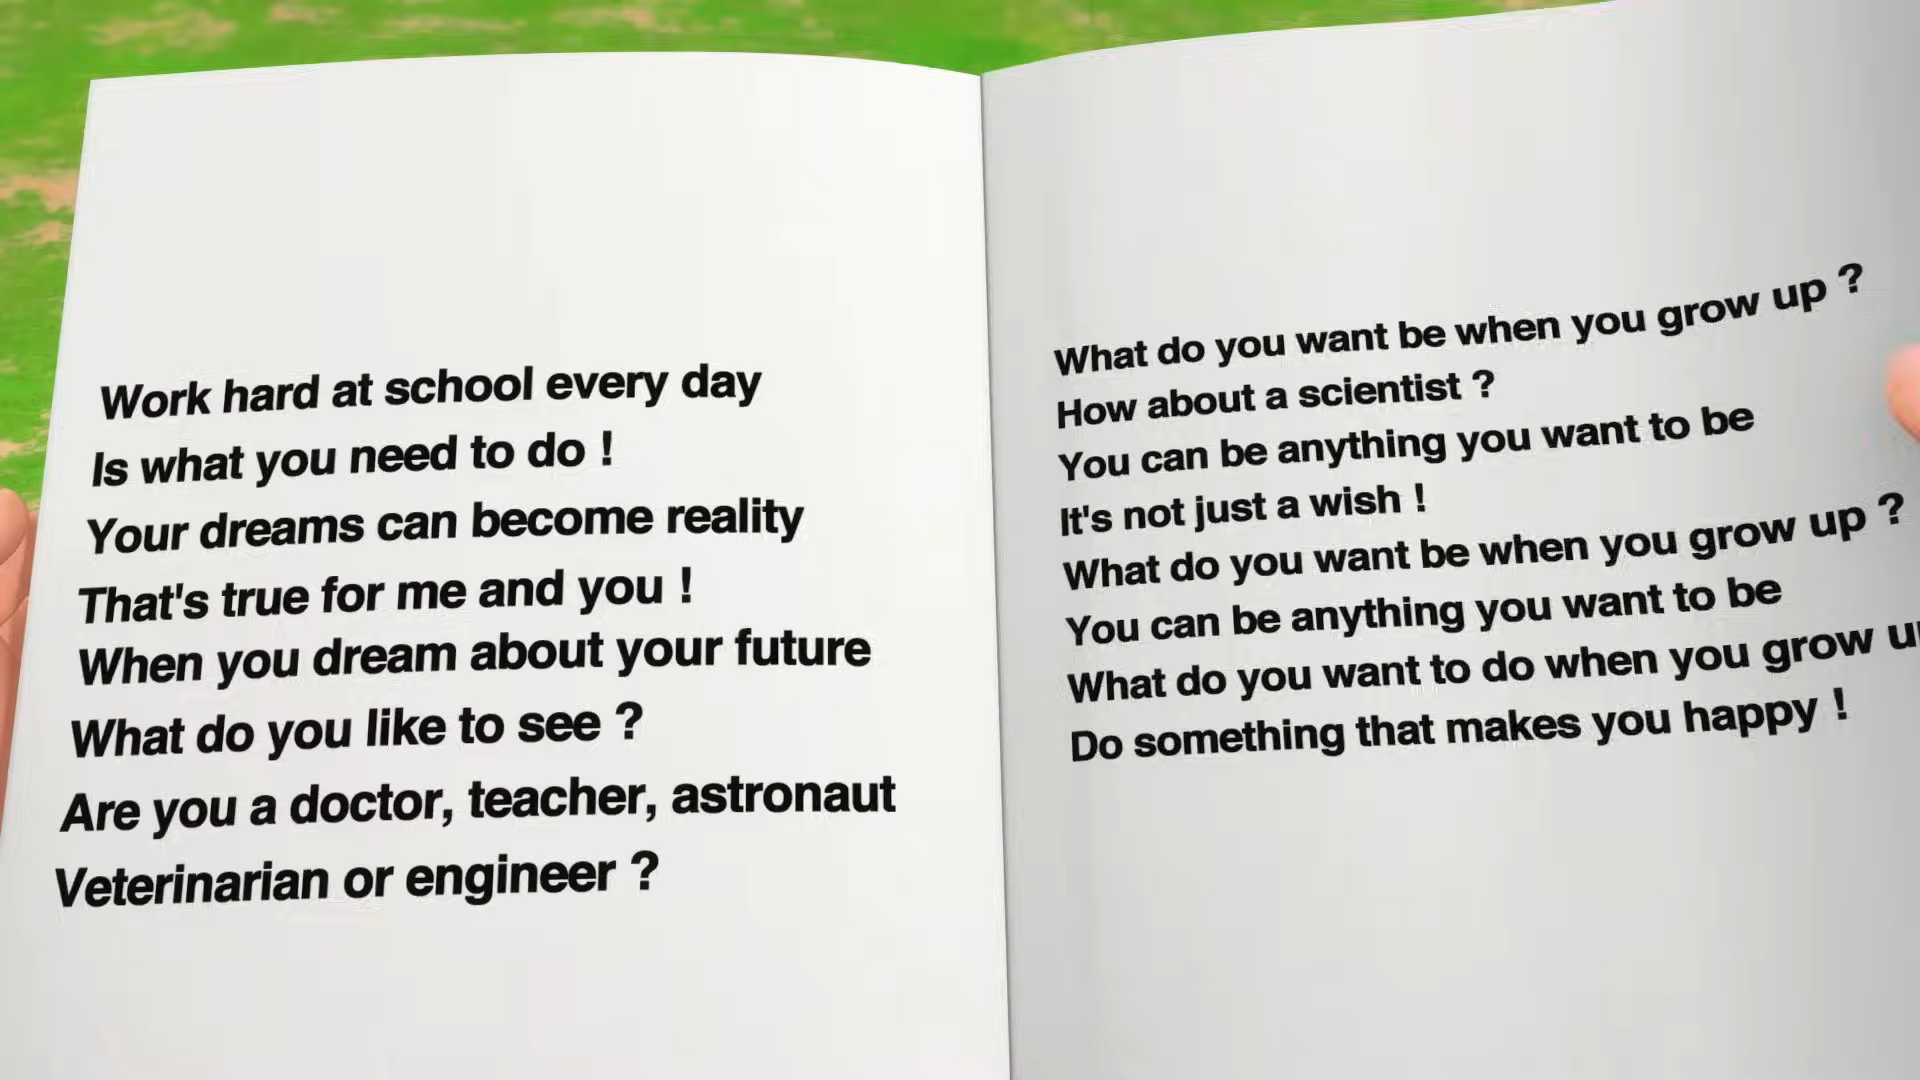 Work hard at school every day
Is what you need to do !
Your dreams can become reality
That's true for me and you !
When you dream about your future
What do you like to see ?
Are you a doctor, teacher, astronaut
Veterinarian or engineer ?
What do you want be when you grow up ?
How about a scientist ?
You can be anything you want to be
It's not just a wish !
What do you want be when you grow up ?
You can be anything you want to be
What do you want to do when you grow
Do something that makes you happy !